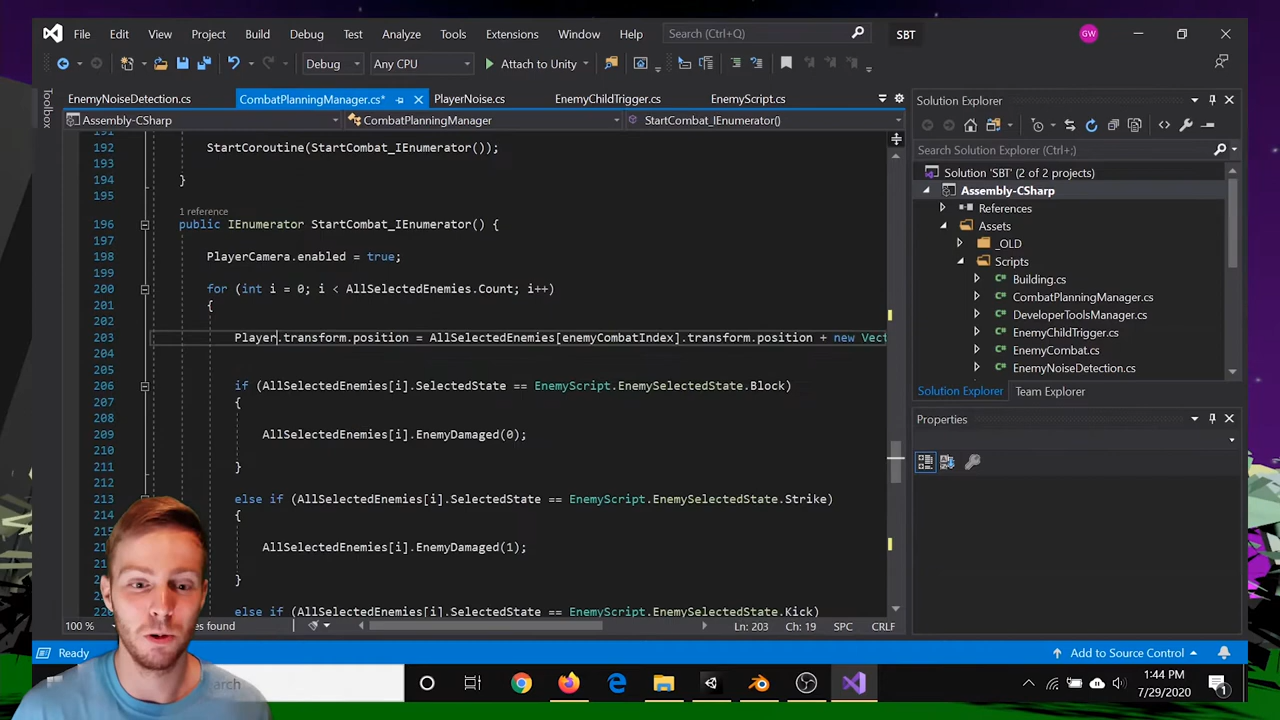 File Edit View Project Build Debug Test Analyze Tools Extensions Window Help Search (Ctrl+Q) SBT GW
Debug Any CPU Attach to Unity
Toolbox
EnemyNoiseDetection.cs CombatPlanningManager.cs* PlayerNoise.cs EnemyChildTrigger.cs EnemyScript.cs
Assembly-CSharp CombatPlanningManager StartCombat_IEnumerator()
191
192 StartCoroutine(StartCombat_IEnumerator());
193
194 }
195
1 reference
196 public IEnumerator StartCombat_IEnumerator() {
197
198 PlayerCamera.enabled = true;
199
200 for (int i = 0; i < AllSelectedEnemies.Count; i++)
201 {
202
203 Player.transform.position = AllSelectedEnemies[enemyCombatIndex].transform.position + new Vect
204
205
206 if (AllSelectedEnemies[i].SelectedState == EnemyScript.EnemySelectedState.Block)
207 {
208
209 AllSelectedEnemies[i].EnemyDamaged(0);
210
211 }
212
213 else if (AllSelectedEnemies[i].SelectedState == EnemyScript.EnemySelectedState.Strike)
214 {
215
AllSelectedEnemies[i].EnemyDamaged(1);
}
else if (AllSelectedEnemies[i].SelectedState == EnemyScript.EnemySelectedState.Kick)
100 % es found Ln: 203 Ch: 19 SPC CRLF
Solution Explorer
Search Solution Explorer (Ctrl+;)
Solution 'SBT' (2 of 2 projects)
Assembly-CSharp
References
Assets
_OLD
Scripts
Building.cs
CombatPlanningManager.cs
DeveloperToolsManager.cs
EnemyChildTrigger.cs
EnemyCombat.cs
EnemyNoiseDetection.cs
Solution Explorer Team Explorer
Properties
Ready Add to Source Control
earch 1:44 PM
7/29/2020 1